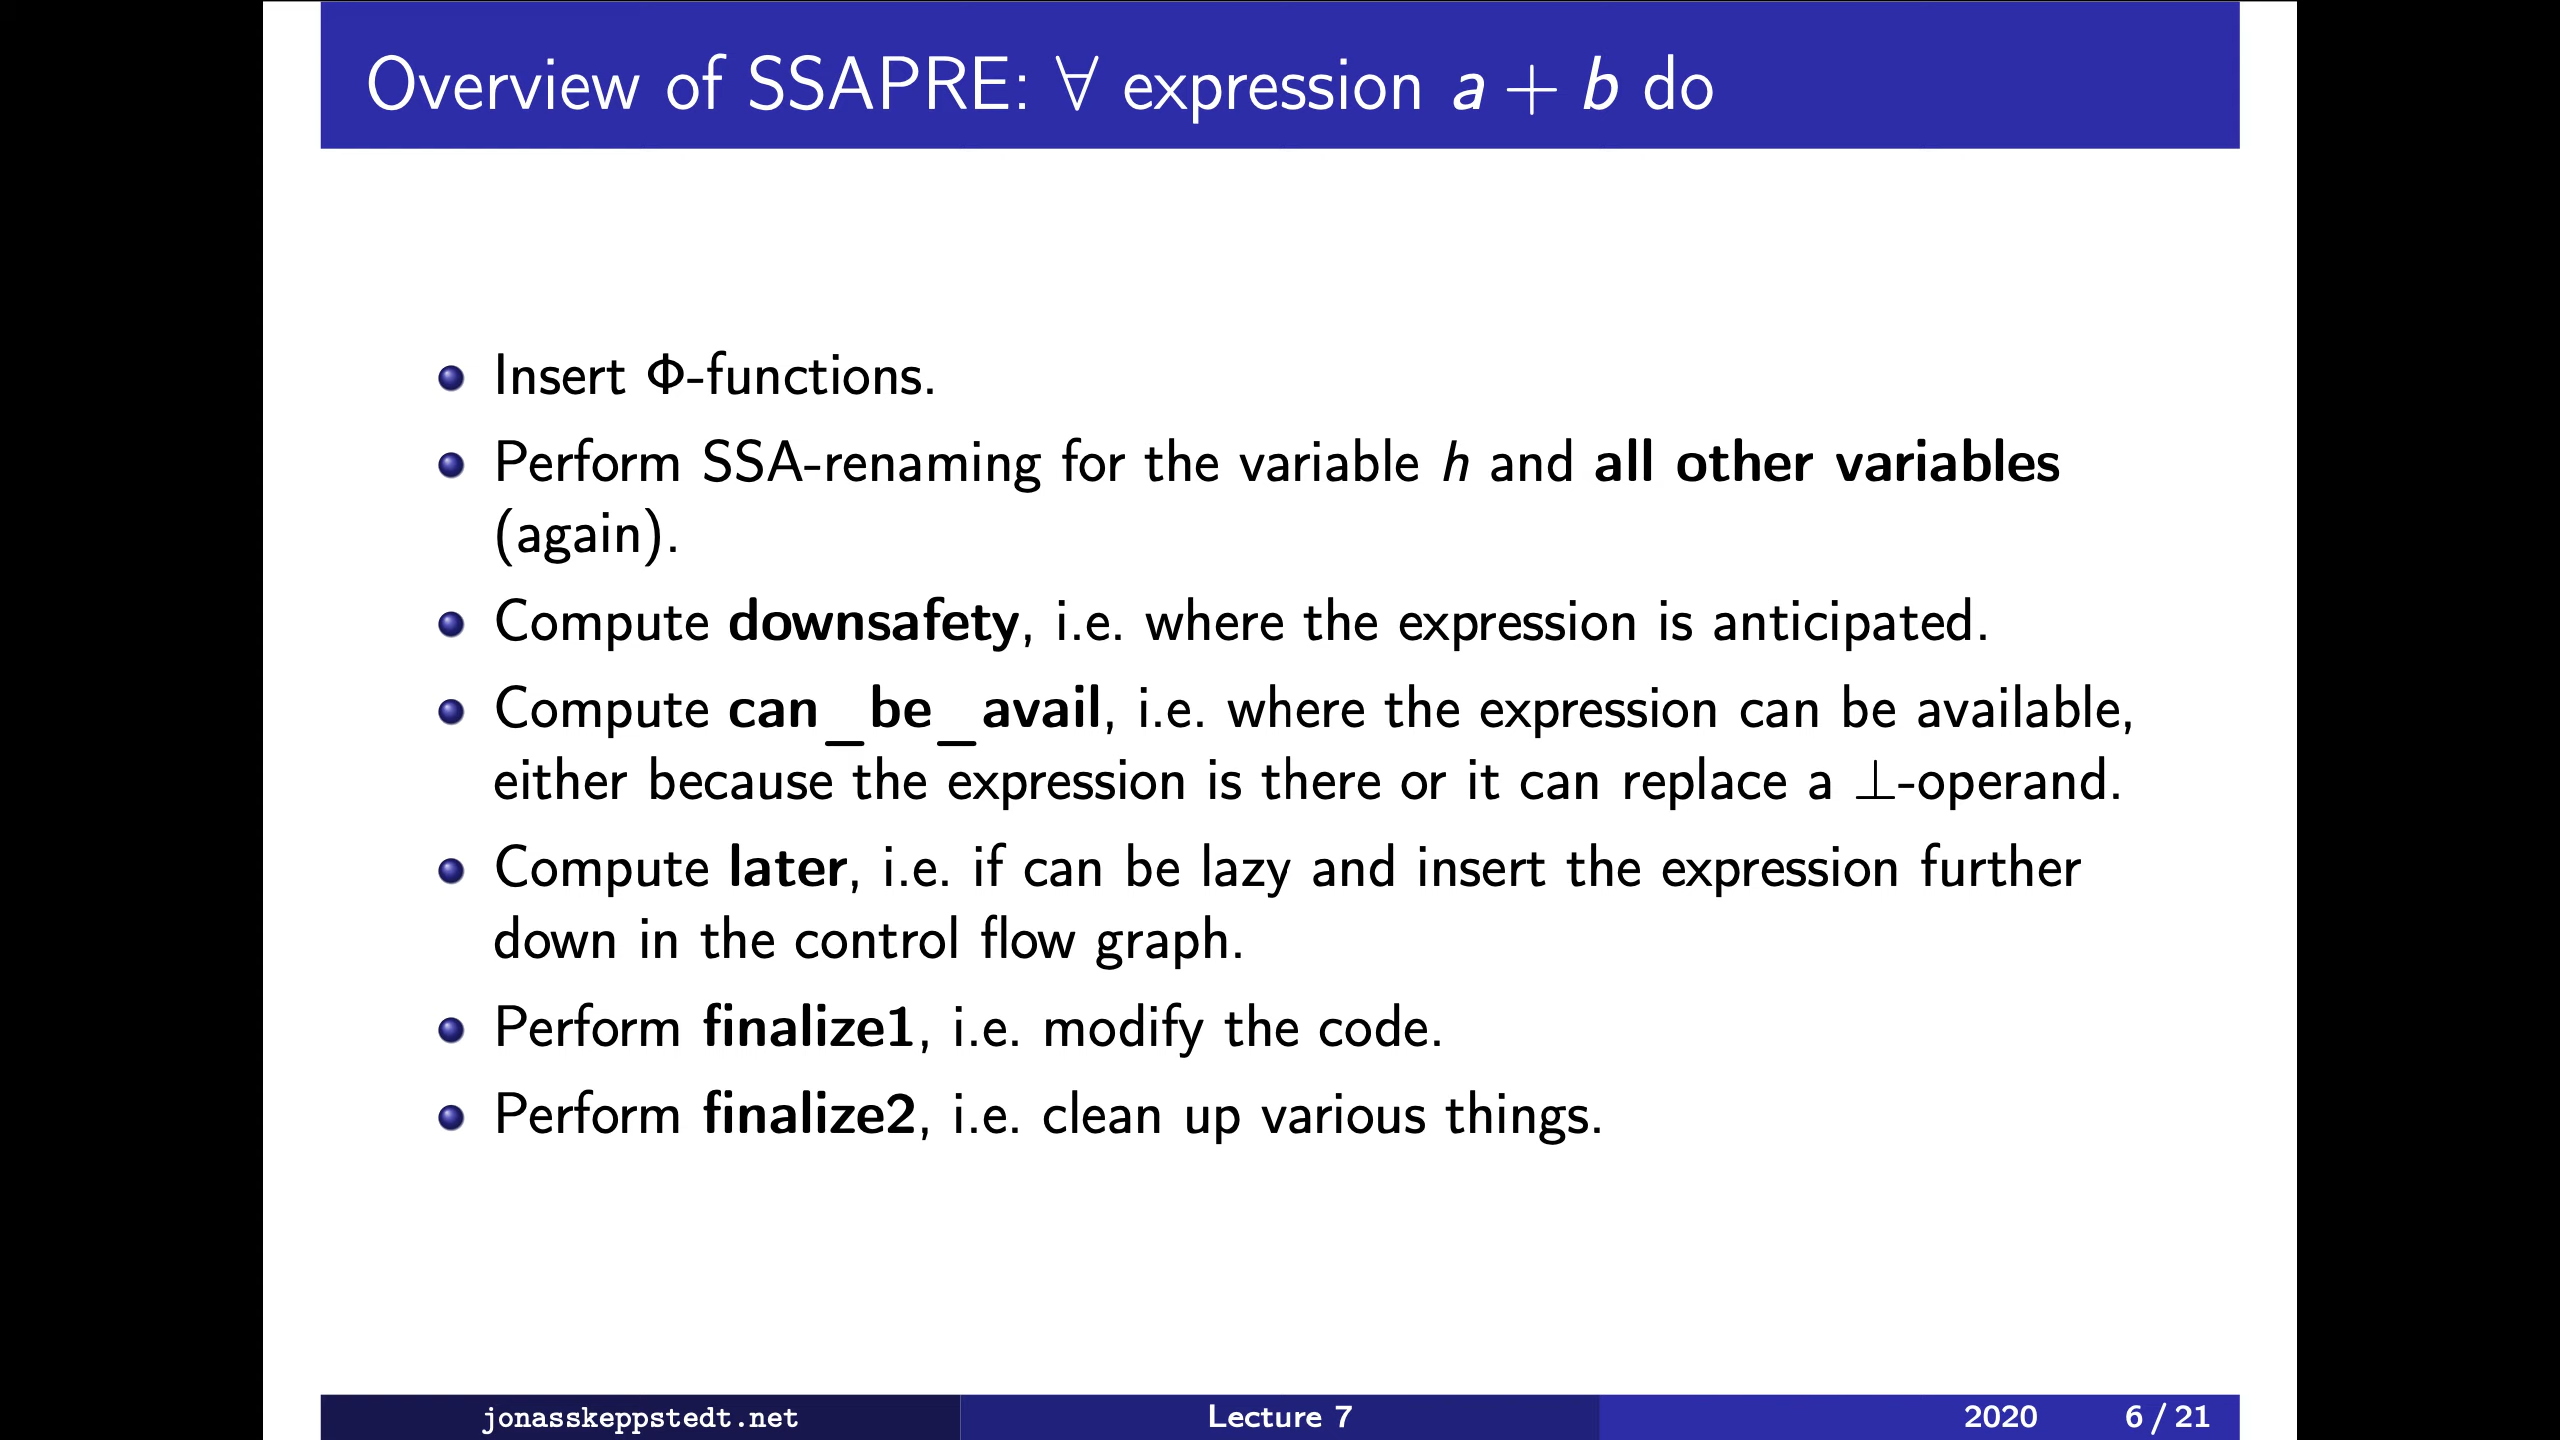 Overview of SSAPRE: ∀ expression a + b do
Insert Φ-functions.
Perform SSA-renaming for the variable h and all other variables
(again).
Compute downsafety, i.e. where the expression is anticipated.
Compute can_be_avail, i.e. where the expression can be available,
either because the expression is there or it can replace a ⊥-operand.
Compute later, i.e. if can be lazy and insert the expression further
down in the control flow graph.
Perform finalize1, i.e. modify the code.
Perform finalize2, i.e. clean up various things.
jonasskeppstedt.net Lecture 7 2020 6 / 21